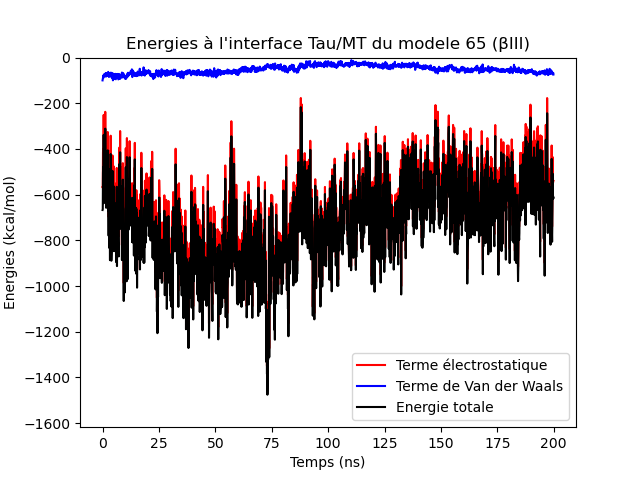 Energies à l'interface Tau/MT du modele 65 (βIII)
Energies (kcal/mol)
0
−200
−400
−600
−800
−1000
−1200
−1400
−1600
Terme électrostatique
Terme de Van der Waals
Energie totale
0 25 50 75 100 125 150 175 200
Temps (ns)